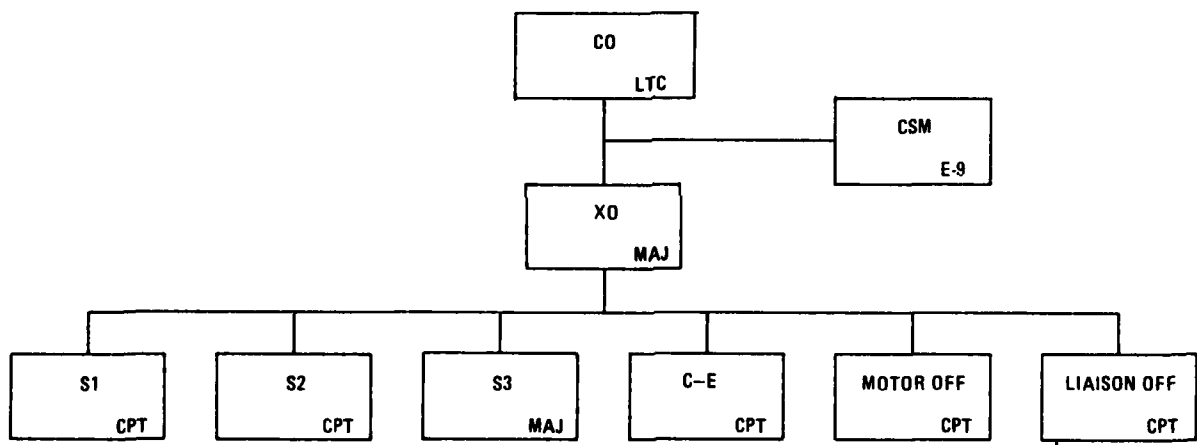 CO
LTC
CSM
E-9
XO
MAJ
S1
CPT
S2
CPT
S3
MAJ
C-E
CPT
MOTOR OFF
CPT
LIAISON OFF
CPT